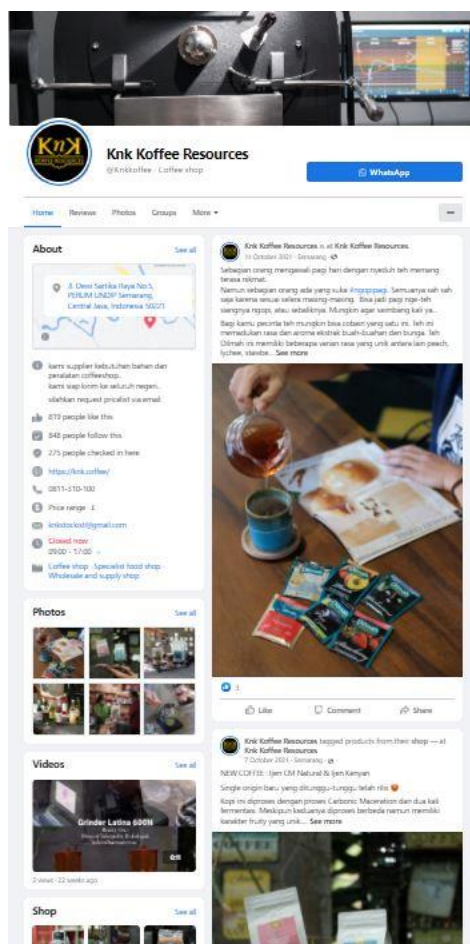 KnK
Knk Koffee Resources
@Knkkoffee · Coffee shop
WhatsApp
Home
Reviews
Photos
Groups
More
About
See all
Jl. Dewi Sartika Raya No.5,
PERUM UNDIP Semarang,
Central Java, Indonesia 50221
kami supplier kebutuhan bahan dan
peralatan coffeeshop.
kami siap kirim ke seluruh negeri.
silahkan request pricelist via email
819 people like this
848 people follow this
275 people checked in here
https://knk.coffee/
0811-310-100
Price range · £
Closed now
09:00 - 17:00
Coffee shop · Specialist food shop ·
Wholesale and supply shop
Photos
See all
Videos
See all
Grinder Latina 600N
2 views · 22 weeks ago
Shop
See all
Knk Koffee Resources is at Knk Koffee Resources.
11 October 2021 · Semarang ·
Sebagian orang mengawali pagi hari dengan nyeduh teh memang
terasa nikmat.
Namun sebagian orang ada yang suka #ngopipagi. Semuanya sah sah
saja karena sesuai selera masing-masing. Bisa jadi pagi nge-teh
siangnya ngopi, atau sebaliknya. Mungkin agar seimbang kali ya..
Bagi kamu pecinta teh mungkin bisa cobain yang satu ini. Teh ini
memadukan rasa dan aroma ekstrak buah-buahan dan bunga. Teh
Dilmah ini memiliki beberapa varian rasa yang unik antara lain peach,
lychee, See more
3
Like
Comment
Share
Knk Koffee Resources tagged products from their shop — at
Knk Koffee Resources.
7 October 2021 · Semarang ·
NEW COFFEE : Ijen CM Natural & Ijen Kenyan
Single origin baru yang ditunggu-tunggu telah rilis
Kopi ini diproses dengan proses Carbonic Maceration dan dua kali
fermentasi. Meskipun keduanya diproses berbeda namun memiliki
karakter fruity yang unik... See more